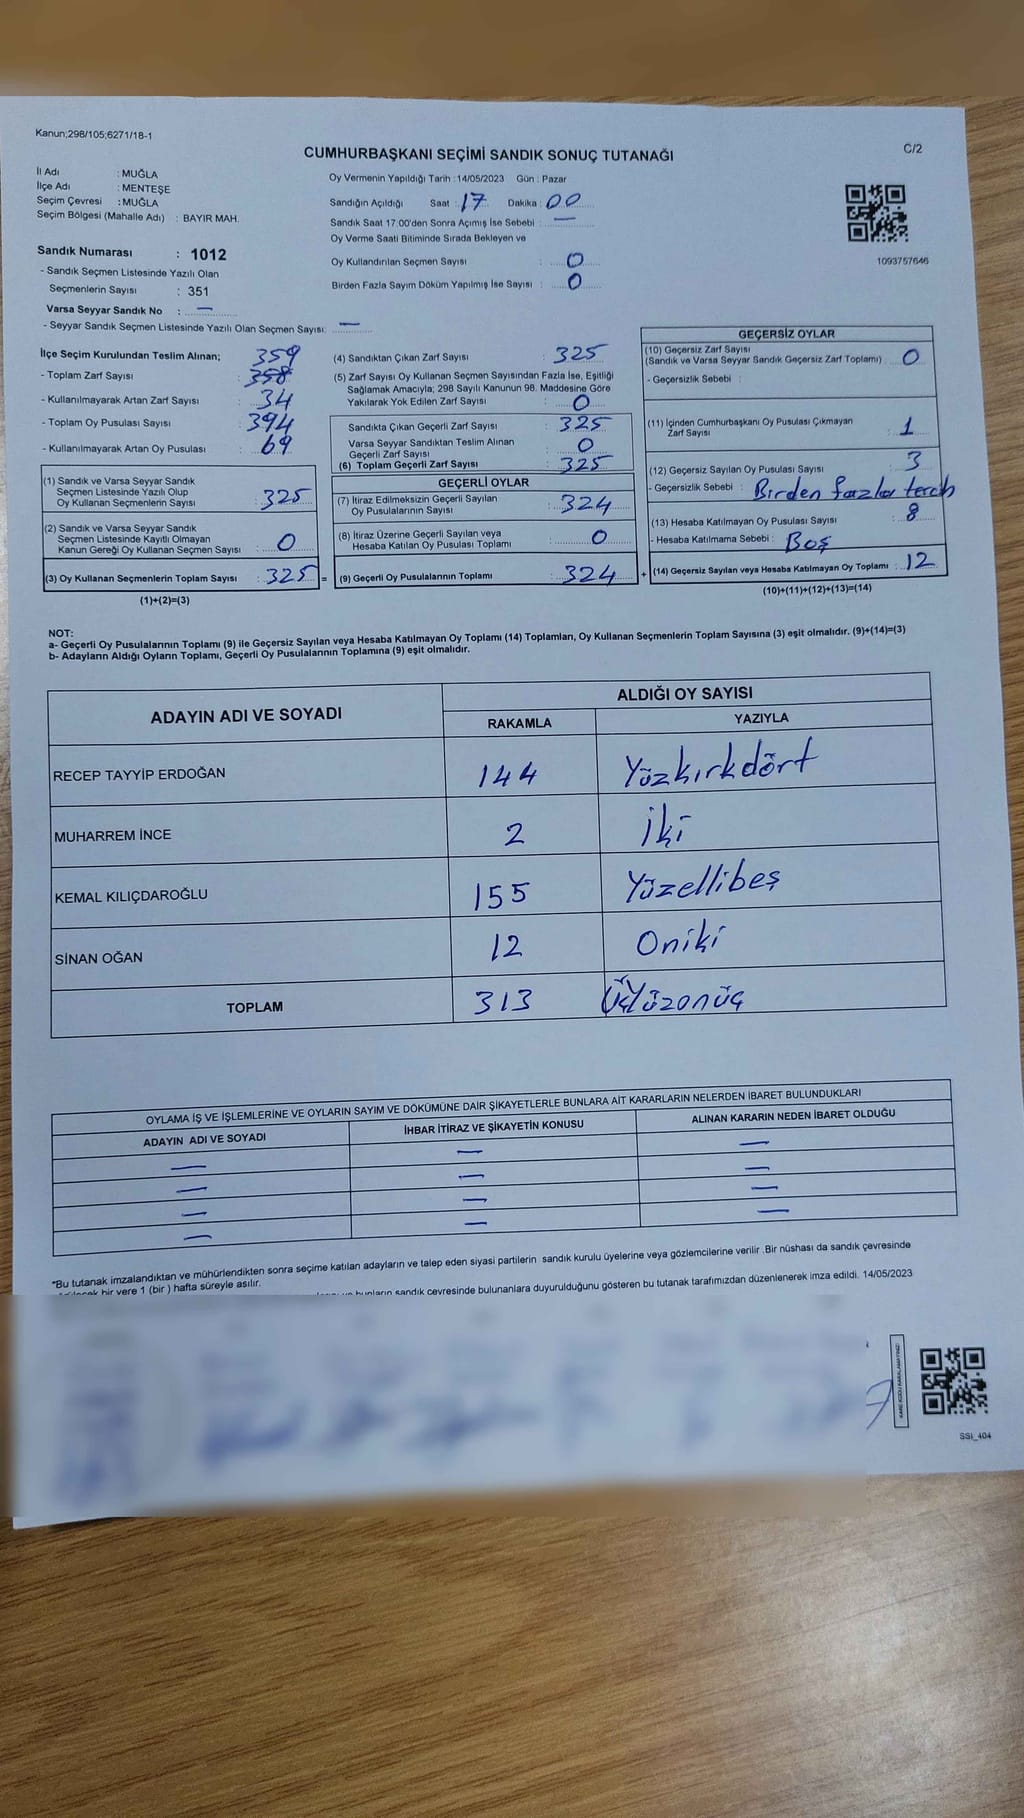 Kanun;298/105;6271/18-1
CUMHURBAŞKANI SEÇİMİ SANDIK SONUÇ TUTANAĞI
C/2
İl Adı : MUĞLA
İlçe Adı : MENTEŞE
Seçim Çevresi : MUĞLA
Seçim Bölgesi (Mahalle Adı) : BAYIR MAH.
Sandık Numarası : 1012
- Sandık Seçmen Listesinde Yazılı Olan
Seçmenlerin Sayısı : 351
Varsa Seyyar Sandık No : —
- Seyyar Sandık Seçmen Listesinde Yazılı Olan Seçmen Sayısı: —
Oy Vermenin Yapıldığı Tarih :14/05/2023 Gün : Pazar
Sandığın Açıldığı Saat : 17 Dakika : 00
Sandık Saat 17.00'den Sonra Açımış İse Sebebi : —
Oy Verme Saati Bitiminde Sırada Bekleyen ve
Oy Kullandırılan Seçmen Sayısı : 0
Birden Fazla Sayım Döküm Yapılmış İse Sayısı : 0
1093757646
İlçe Seçim Kurulundan Teslim Alınan;
359
- Toplam Zarf Sayısı : 358
- Kullanılmayarak Artan Zarf Sayısı : 34
- Toplam Oy Pusulası Sayısı : 394
- Kullanılmayarak Artan Oy Pusulası : 69
(1) Sandık ve Varsa Seyyar Sandık
Seçmen Listesinde Yazılı Olup
Oy Kullanan Seçmenlerin Sayısı : 325
(2) Sandık ve Varsa Seyyar Sandık
Seçmen Listesinde Kayıtlı Olmayan
Kanun Gereği Oy Kullanan Seçmen Sayısı : 0
(3) Oy Kullanan Seçmenlerin Toplam Sayısı : 325 =
(1)+(2)=(3)
(4) Sandıktan Çıkan Zarf Sayısı : 325
(5) Zarf Sayısı Oy Kullanan Seçmen Sayısından Fazla İse, Eşitliği
Sağlamak Amacıyla; 298 Sayılı Kanunun 98. Maddesine Göre
Yakılarak Yok Edilen Zarf Sayısı : 0
Sandıkta Çıkan Geçerli Zarf Sayısı : 325
Varsa Seyyar Sandıktan Teslim Alınan
Geçerli Zarf Sayısı : 0
(6) Toplam Geçerli Zarf Sayısı : 325
GEÇERLİ OYLAR
(7) İtiraz Edilmeksizin Geçerli Sayılan
Oy Pusulalarının Sayısı : 324
(8) İtiraz Üzerine Geçerli Sayılan veya
Hesaba Katılan Oy Pusulası Toplamı : 0
(9) Geçerli Oy Pusulalarının Toplamı : 324 +
GEÇERSİZ OYLAR
(10) Geçersiz Zarf Sayısı
(Sandık ve Varsa Seyyar Sandık Geçersiz Zarf Toplamı) : 0
- Geçersizlik Sebebi :
(11) İçinden Cumhurbaşkanı Oy Pusulası Çıkmayan
Zarf Sayısı : 1
(12) Geçersiz Sayılan Oy Pusulası Sayısı : 3
- Geçersizlik Sebebi : Birden fazla tercih
(13) Hesaba Katılmayan Oy Pusulası Sayısı : 8
- Hesaba Katılmama Sebebi : Boş
(14) Geçersiz Sayılan veya Hesaba Katılmayan Oy Toplamı : 12
(10)+(11)+(12)+(13)=(14)
NOT:
a- Geçerli Oy Pusulalarının Toplamı (9) ile Geçersiz Sayılan veya Hesaba Katılmayan Oy Toplamı (14) Toplamları, Oy Kullanan Seçmenlerin Toplam Sayısına (3) eşit olmalıdır. (9)+(14)=(3)
b- Adayların Aldığı Oyların Toplamı, Geçerli Oy Pusulalarının Toplamına (9) eşit olmalıdır.
ADAYIN ADI VE SOYADI ALDIĞI OY SAYISI
RAKAMLA YAZIYLA
RECEP TAYYİP ERDOĞAN 144 Yüzkırkdört
MUHARREM İNCE 2 İki
KEMAL KILIÇDAROĞLU 155 Yüzellibeş
SİNAN OĞAN 12 Oniki
TOPLAM 313 ÜçYüzonüç
OYLAMA İŞ VE İŞLEMLERİNE VE OYLARIN SAYIM VE DÖKÜMÜNE DAİR ŞİKAYETLERLE BUNLARA AİT KARARLARIN NELERDEN İBARET BULUNDUKLARI
ADAYIN ADI VE SOYADI İHBAR İTİRAZ VE ŞİKAYETİN KONUSU ALINAN KARARIN NEDEN İBARET OLDUĞU
— — —
— — —
— — —
— — —
*Bu tutanak imzalandıktan ve mühürlendikten sonra seçime katılan adayların ve talep eden siyasi partilerin sandık kurulu üyelerine veya gözlemcilerine verilir .Bir nüshası da sandık çevresinde
bir yere 1 (bir ) hafta süreyle asılır.
bunların sandık çevresinde bulunanlara duyurulduğunu gösteren bu tutanak tarafımızdan düzenlenerek imza edildi. 14/05/2023
KARE KODU KARALAMAYINIZ!
SSI_404